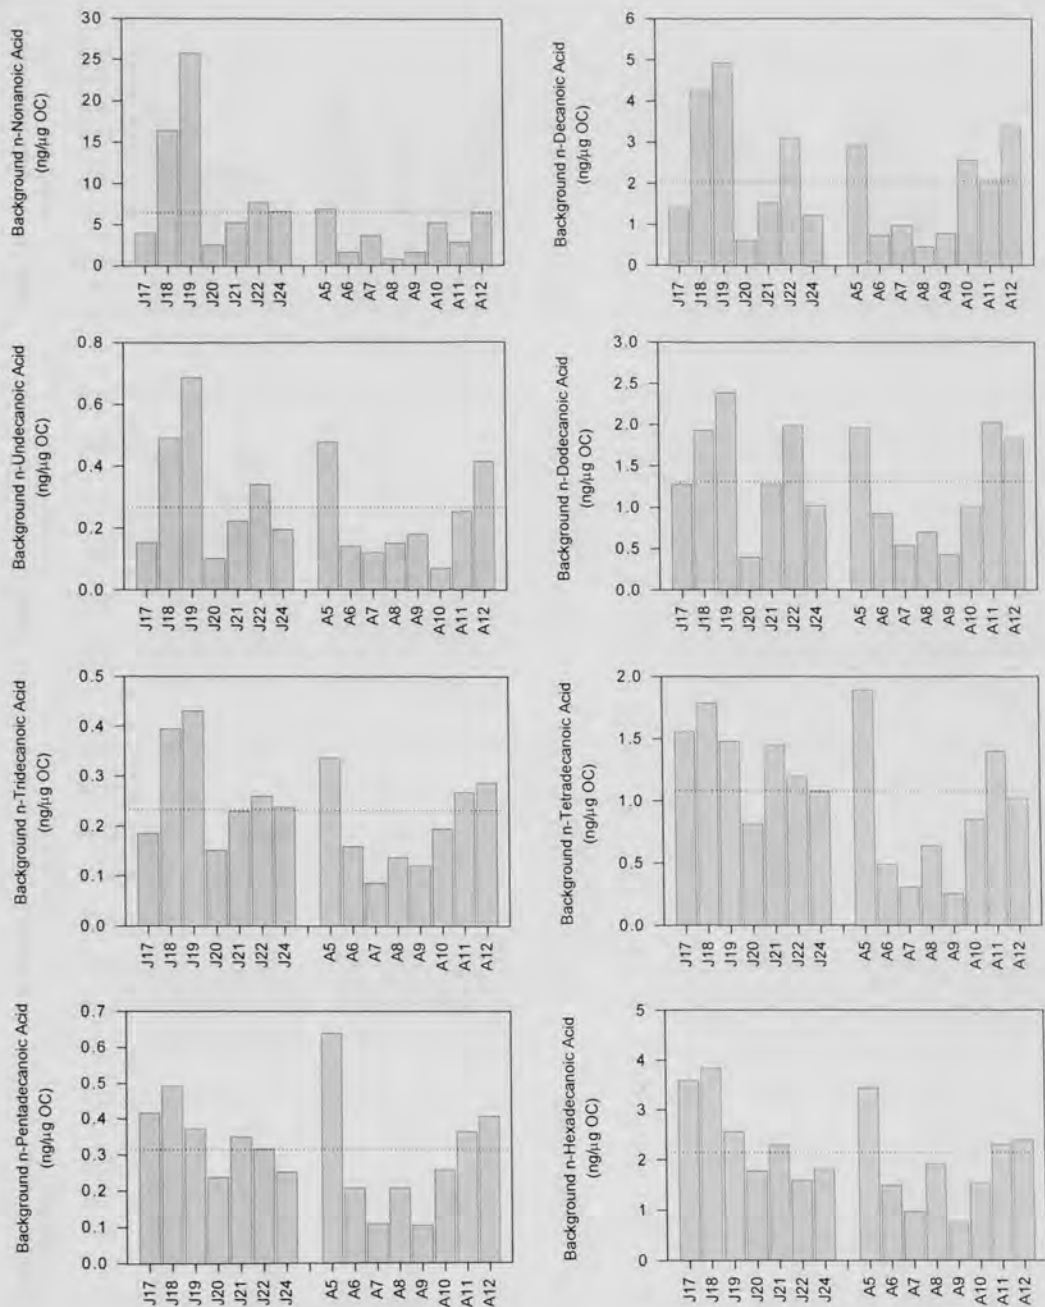 Background n-Nonanoic Acid
(ng/µg OC)
30
25
20
15
10
5
0
J17 J18 J19 J20 J21 J22 J24 A5 A6 A7 A8 A9 A10 A11 A12
Background n-Decanoic Acid
(ng/µg OC)
6
5
4
3
2
1
0
J17 J18 J19 J20 J21 J22 J24 A5 A6 A7 A8 A9 A10 A11 A12
Background n-Undecanoic Acid
(ng/µg OC)
0.8
0.6
0.4
0.2
0.0
J17 J18 J19 J20 J21 J22 J24 A5 A6 A7 A8 A9 A10 A11 A12
Background n-Dodecanoic Acid
(ng/µg OC)
3.0
2.5
2.0
1.5
1.0
0.5
0.0
J17 J18 J19 J20 J21 J22 J24 A5 A6 A7 A8 A9 A10 A11 A12
Background n-Tridecanoic Acid
(ng/µg OC)
0.5
0.4
0.3
0.2
0.1
0.0
J17 J18 J19 J20 J21 J22 J24 A5 A6 A7 A8 A9 A10 A11 A12
Background n-Tetradecanoic Acid
(ng/µg OC)
2.0
1.5
1.0
0.5
0.0
J17 J18 J19 J20 J21 J22 J24 A5 A6 A7 A8 A9 A10 A11 A12
Background n-Pentadecanoic Acid
(ng/µg OC)
0.7
0.6
0.5
0.4
0.3
0.2
0.1
0.0
J17 J18 J19 J20 J21 J22 J24 A5 A6 A7 A8 A9 A10 A11 A12
Background n-Hexadecanoic Acid
(ng/µg OC)
5
4
3
2
1
0
J17 J18 J19 J20 J21 J22 J24 A5 A6 A7 A8 A9 A10 A11 A12